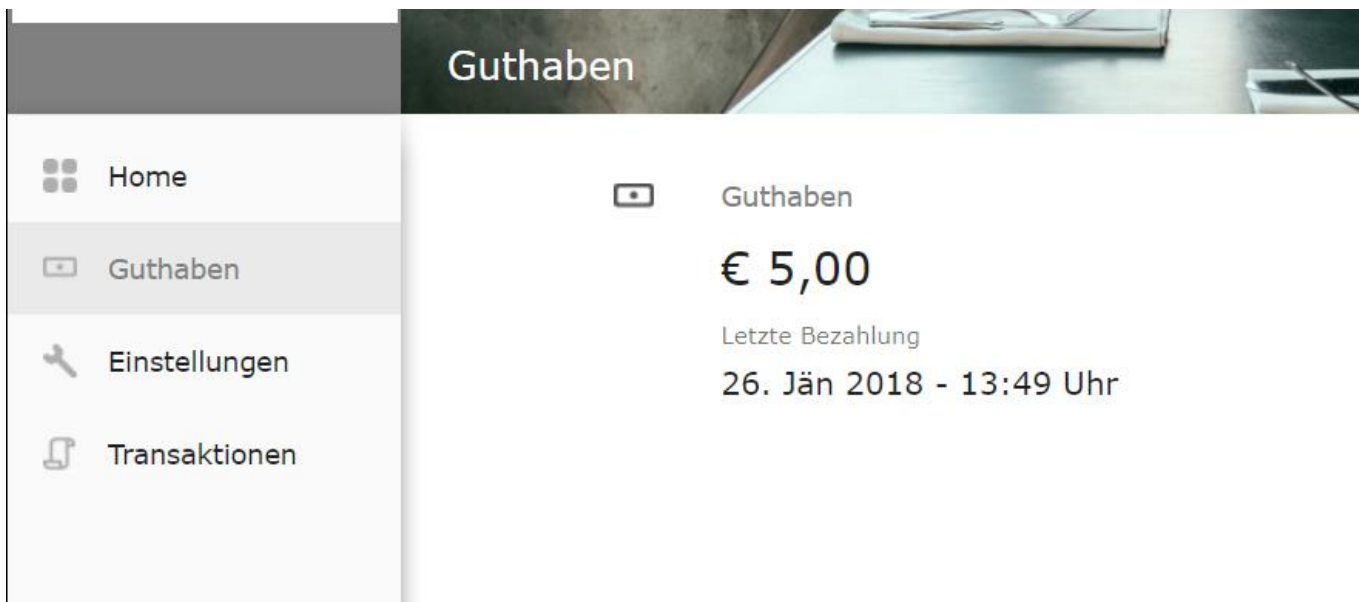 Guthaben
Home
Guthaben
Einstellungen
Transaktionen
Guthaben
€ 5,00
Letzte Bezahlung
26. Jän 2018 - 13:49 Uhr